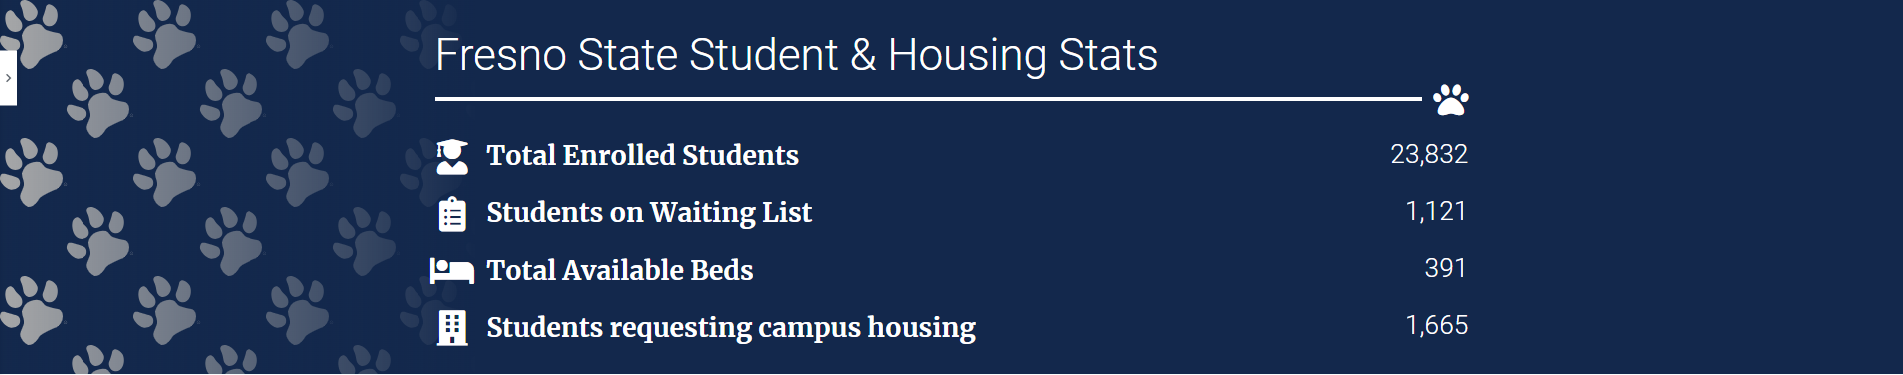 Fresno State Student & Housing Stats
Total Enrolled Students 23,832
Students on Waiting List 1,121
Total Available Beds 391
Students requesting campus housing 1,665